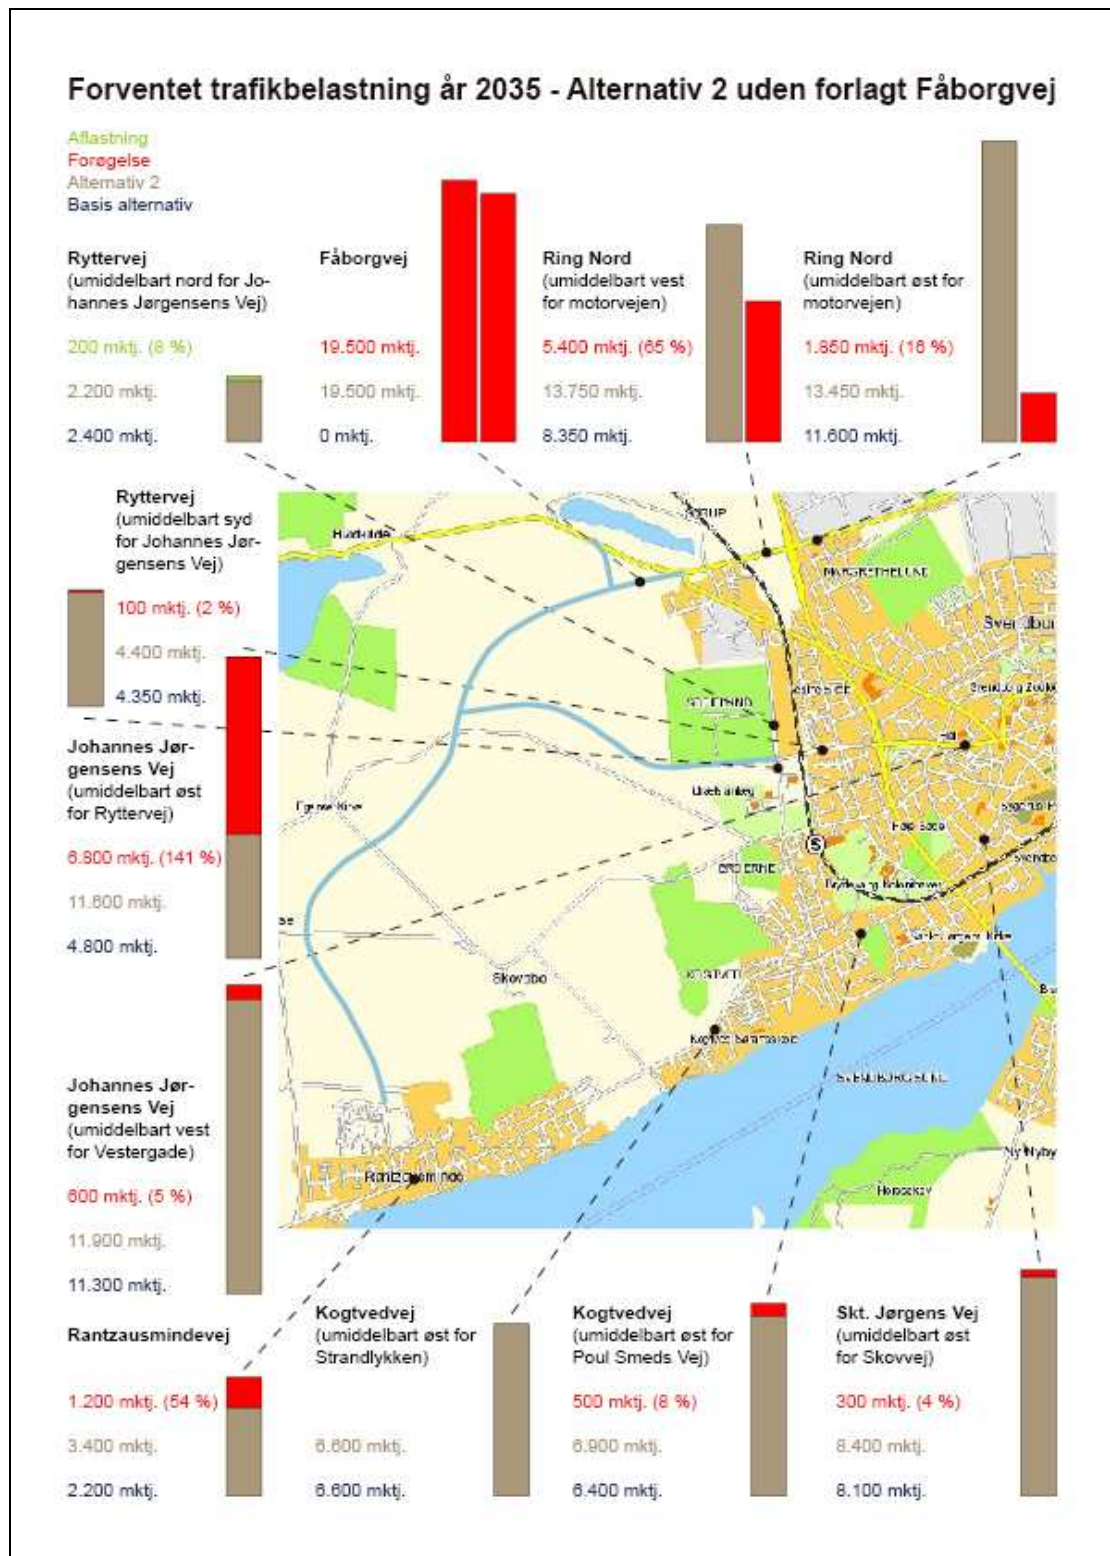 Forventet trafikbelastning år 2035 - Alternativ 2 uden forlagt Fåborgvej
Aflastning
Forøgelse
Alternativ 2
Basis alternativ
Ryttervej
(umiddelbart nord for Jo-
hannes Jørgensens Vej)
200 mktj. (8 %)
2.200 mktj.
2.400 mktj.
Fåborgvej
19.500 mktj.
19.500 mktj.
0 mktj.
Ring Nord
(umiddelbart vest
for motorvejen)
5.400 mktj. (65 %)
13.750 mktj.
8.350 mktj.
Ring Nord
(umiddelbart øst for
motorvejen)
1.850 mktj. (16 %)
13.450 mktj.
11.600 mktj.
Ryttervej
(umiddelbart syd
for Johannes Jør-
gensens Vej)
100 mktj. (2 %)
4.400 mktj.
4.350 mktj.
Johannes Jør-
gensens Vej
(umiddelbart øst
for Ryttervej)
6.800 mktj. (141 %)
11.600 mktj.
4.800 mktj.
Johannes Jør-
gensens Vej
(umiddelbart vest
for Vestergade)
600 mktj. (5 %)
11.900 mktj.
11.300 mktj.
SØRUP
MARGRETHELUND
Egense Kirke
S
Skovsbo
SVENDBORG SUND
Ny Nyby
Rantzausminde
Rantzausmindevej
1.200 mktj. (54 %)
3.400 mktj.
2.200 mktj.
Kogtvedvej
(umiddelbart øst for
Strandlykken)
6.600 mktj.
6.600 mktj.
Kogtvedvej
(umiddelbart øst for
Poul Smeds Vej)
500 mktj. (8 %)
6.900 mktj.
6.400 mktj.
Skt. Jørgens Vej
(umiddelbart øst
for Skovvej)
300 mktj. (4 %)
8.400 mktj.
8.100 mktj.